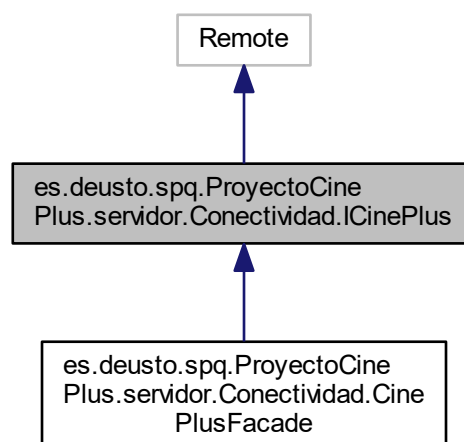 Remote
es.deusto.spq.ProyectoCine
Plus.servidor.Conectividad.ICinePlus
es.deusto.spq.ProyectoCine
Plus.servidor.Conectividad.Cine
PlusFacade